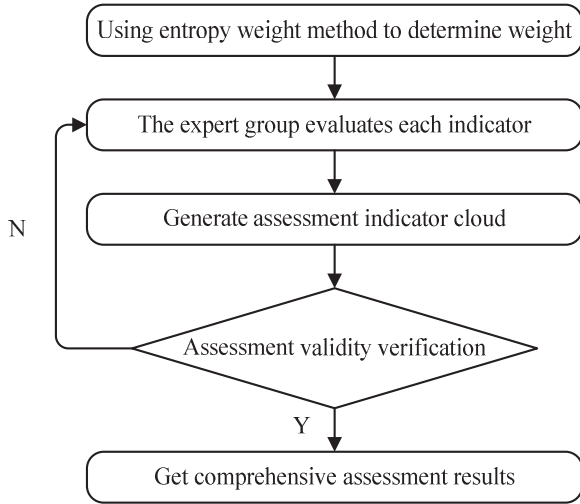 Using entropy weight method to determine weight
The expert group evaluates each indicator
Generate assessment indicator cloud
N
Assessment validity verification
Y
Get comprehensive assessment results